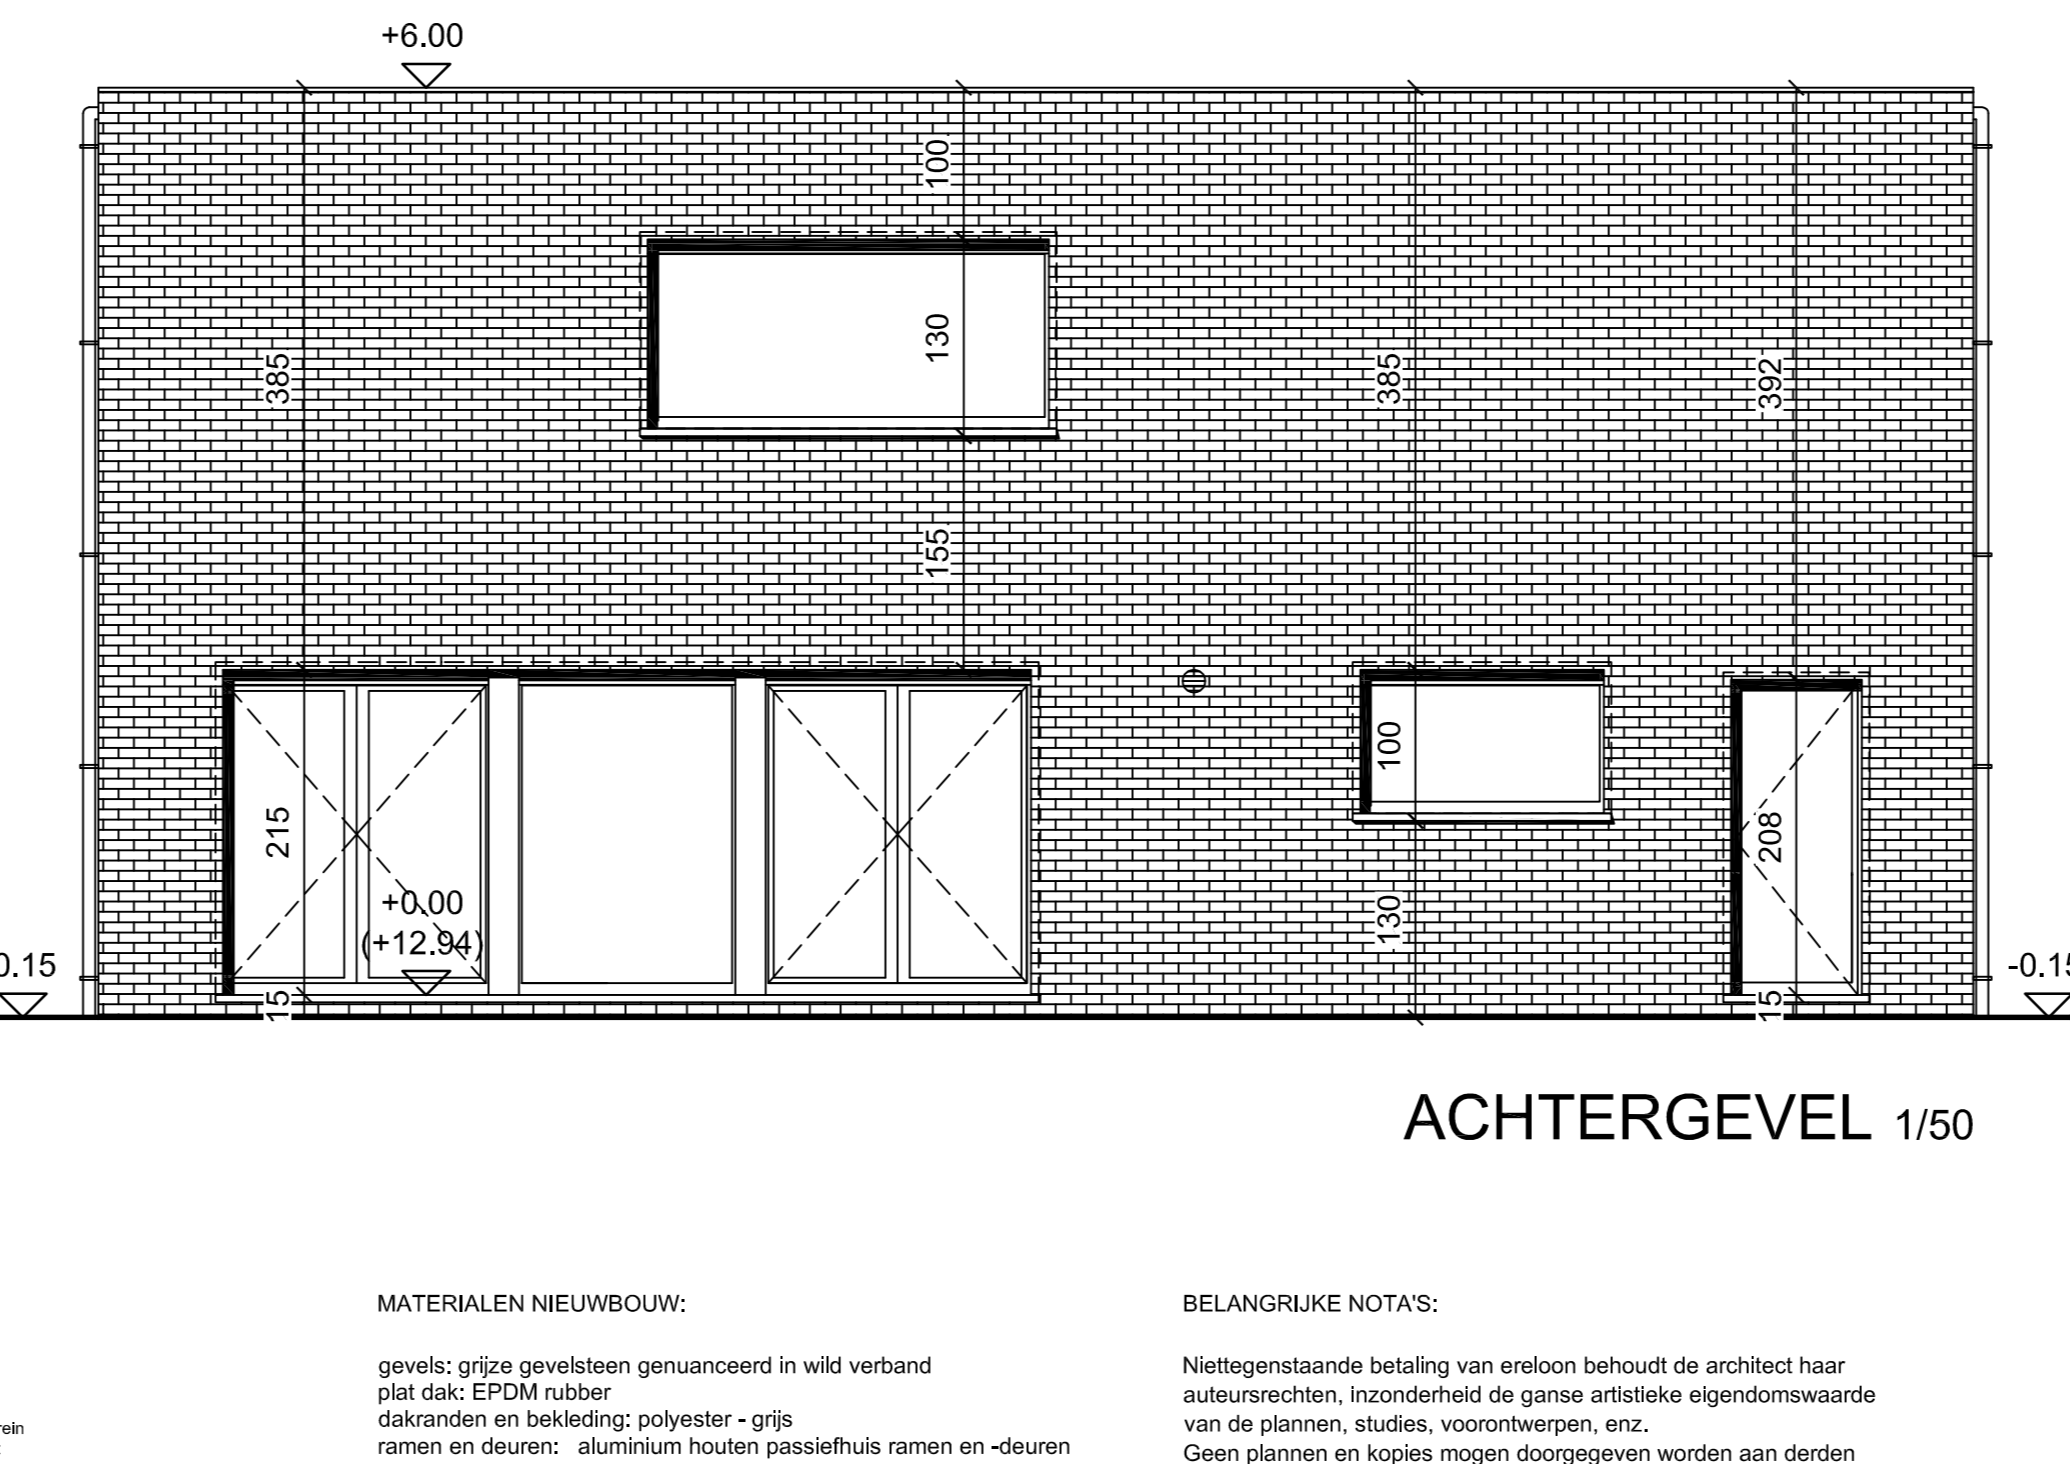 +6.00
100
130
385
385
392
155
100
215
208
+0.00
(+12.94)
130
0.15
-0.15
15
15
ACHTERGEVEL 1/50
MATERIALEN NIEUWBOUW:
gevels: grijze gevelsteen genuanceerd in wild verband
plat dak: EPDM rubber
dakranden en bekleding: polyester - grijs
ramen en deuren: aluminium houten passiefhuis ramen en -deuren
BELANGRIJKE NOTA'S:
Niettegenstaande betaling van ereloon behoudt de architect haar
auteursrechten, inzonderheid de ganse artistieke eigendomswaarde
van de plannen, studies, voorontwerpen, enz.
Geen plannen en kopies mogen doorgegeven worden aan derden